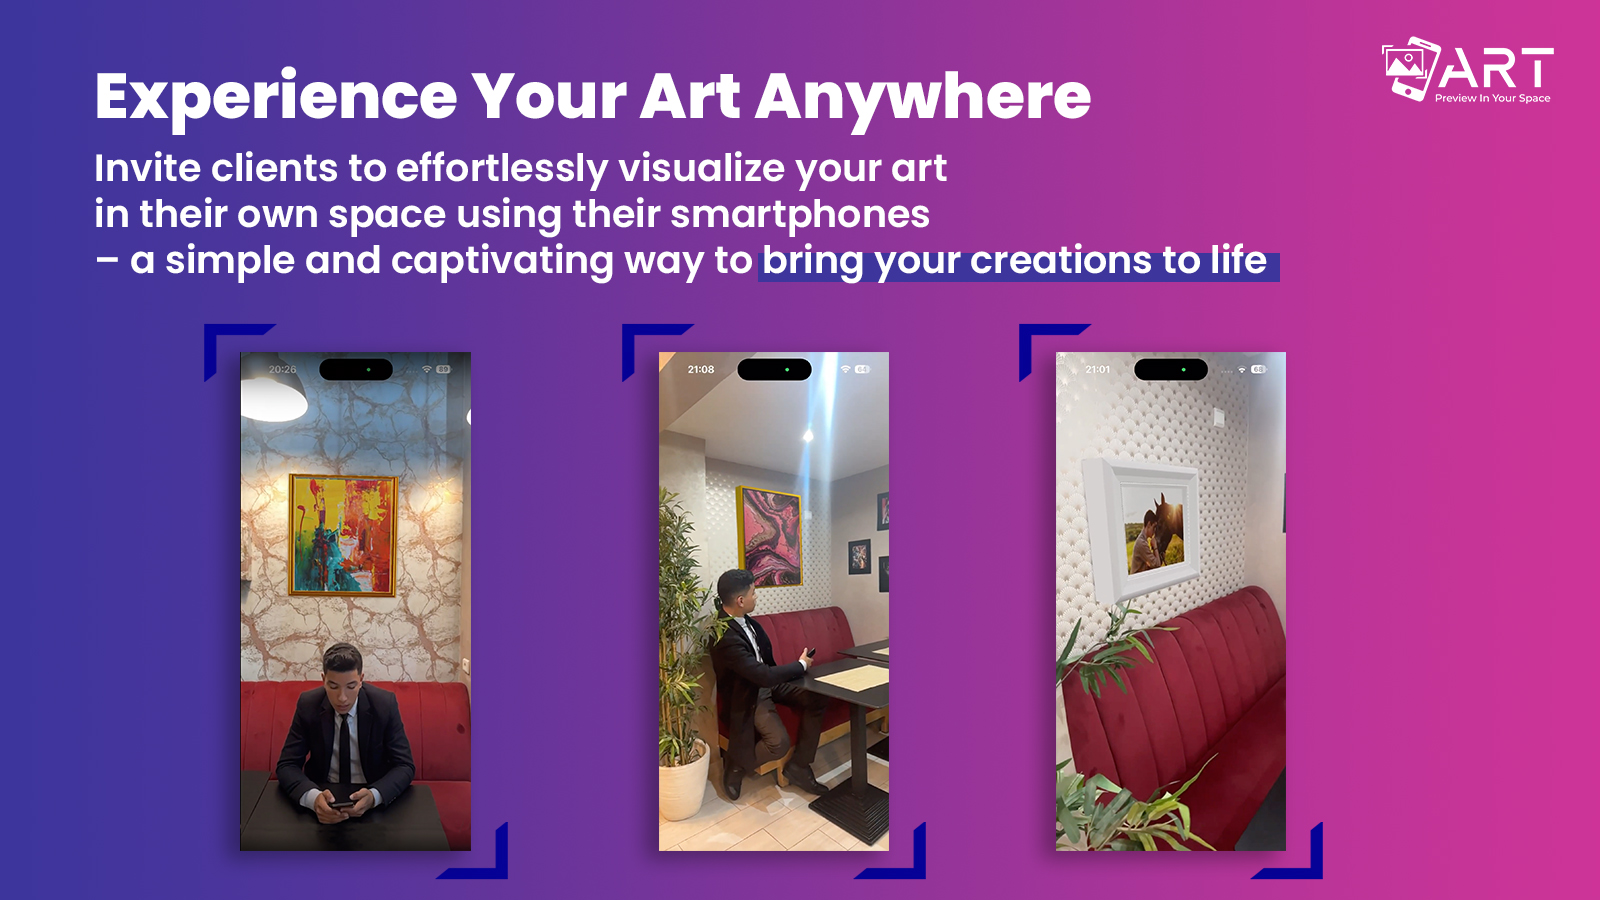 Experience Your Art Anywhere
ART
Preview In Your Space
Invite clients to effortlessly visualize your art
in their own space using their smartphones
– a simple and captivating way to bring your creations to life
20:26
89
21:08
21:01